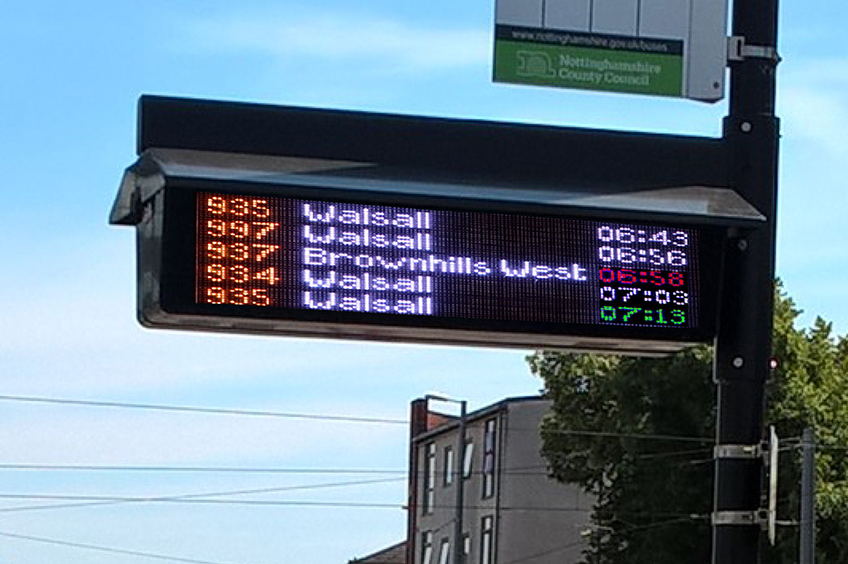 www.nottinghamshire.gov.uk/buses
Nottinghamshire
County Council
935 Walsall 06:43
997 Walsall 06:56
937 Brownhills West 06:58
934 Walsall 07:03
935 Walsall 07:13